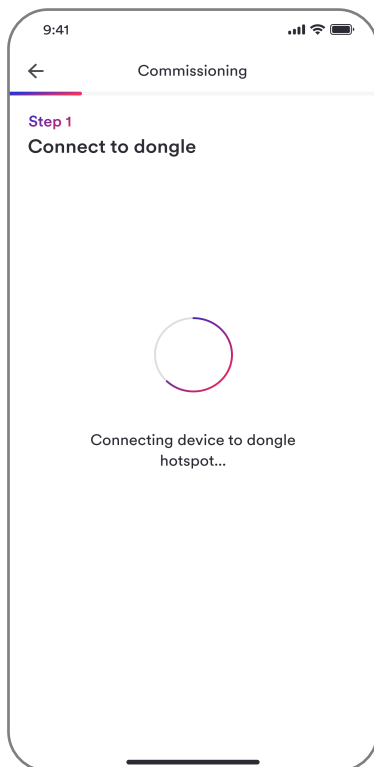 9:41
Commissioning
Step 1
Connect to dongle
Connecting device to dongle
hotspot...